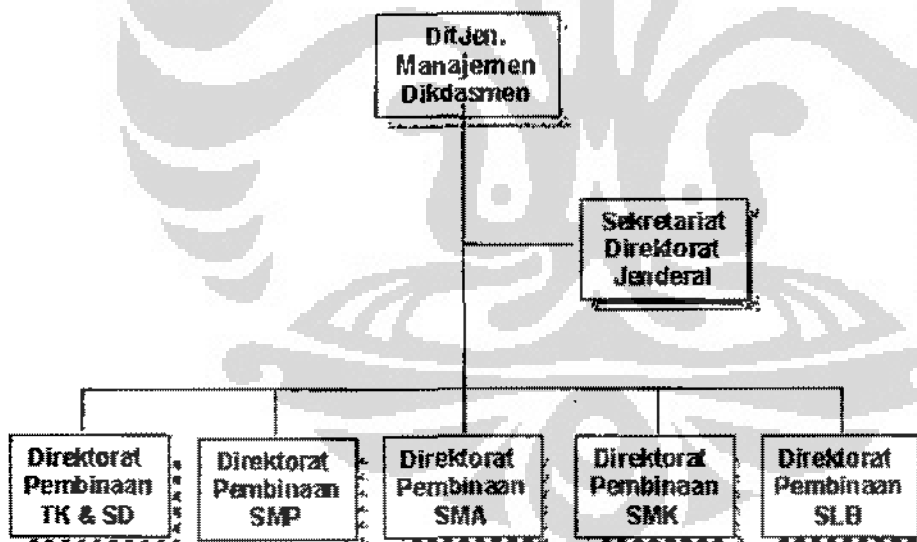 DitJen.
Manajemen
Dikdasmen
Sekretariat
Direktorat
Jenderal
Direktorat
Pembinaan
TK & SD
Direktorat
Pembinaan
SMP
Direktorat
Pembinaan
SMA
Direktorat
Pembinaan
SMK
Direktorat
Pembinaan
SLB